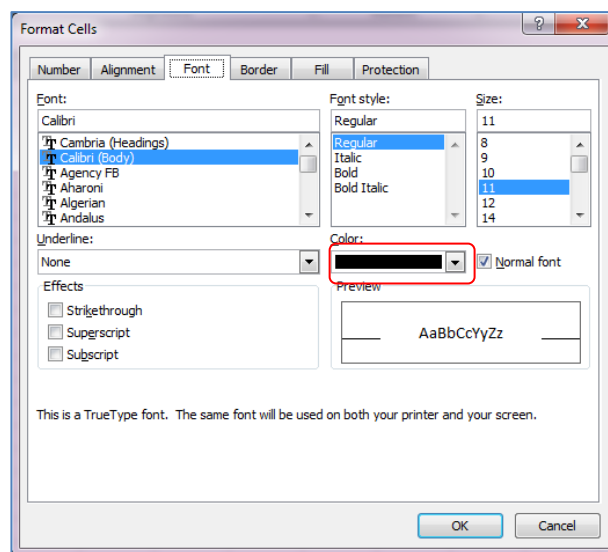 Format Cells
Number Alignment Font Border Fill Protection
Font: Font style: Size:
Calibri Regular 11
Cambria (Headings) Regular 8
Calibri (Body) Italic 9
Agency FB Bold 10
Aharoni Bold Italic 11
Algerian 12
Andalus 14
Underline: Color:
None Normal font
Effects Preview
Strikethrough
Superscript AaBbCcYyZz
Subscript
This is a TrueType font. The same font will be used on both your printer and your screen.
OK Cancel